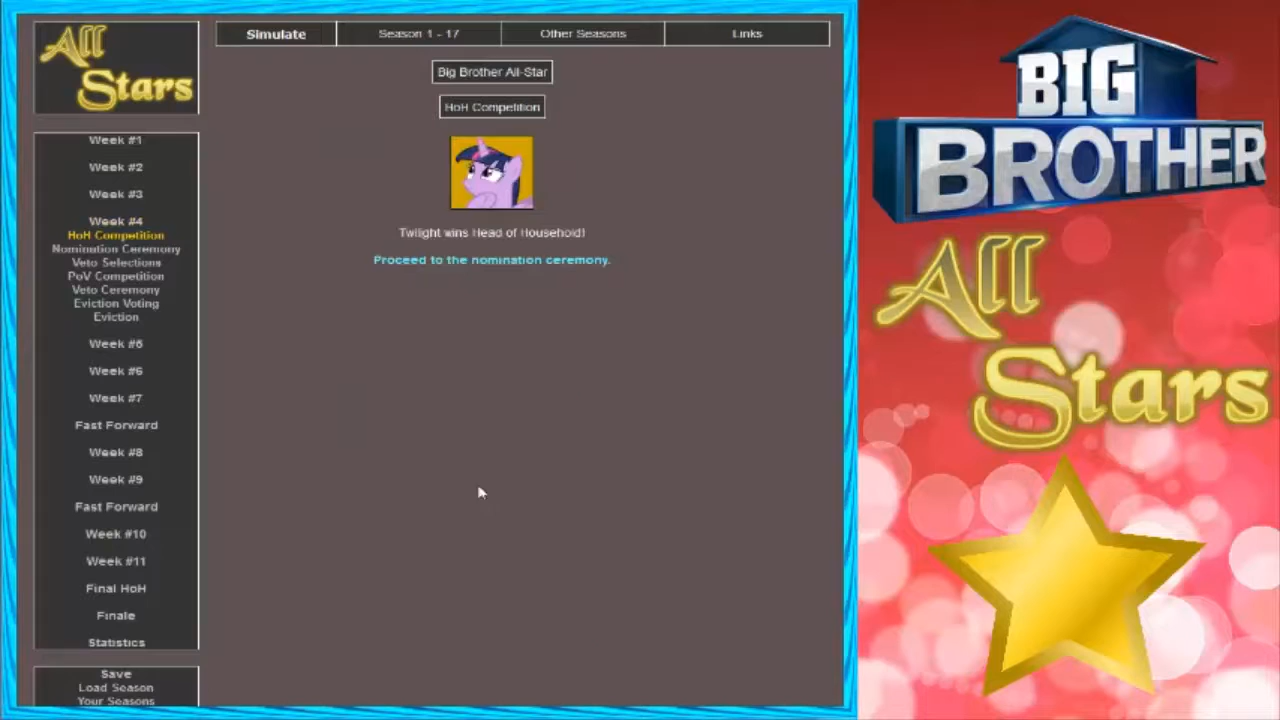 All
Stars
Simulate
Season 1 - 17
Other Seasons
Links
Big Brother All-Star
HoH Competition
Twilight wins Head of Household!
Proceed to the nomination ceremony.
Week #1
Week #2
Week #3
Week #4
HoH Competition
Nomination Ceremony
Veto Selections
PoV Competition
Veto Ceremony
Eviction Voting
Eviction
Week #5
Week #6
Week #7
Fast Forward
Week #8
Week #9
Fast Forward
Week #10
Week #11
Final HoH
Finale
Statistics
Save
Load Season
Your Seasons
BIG
BROTHER
All
Stars